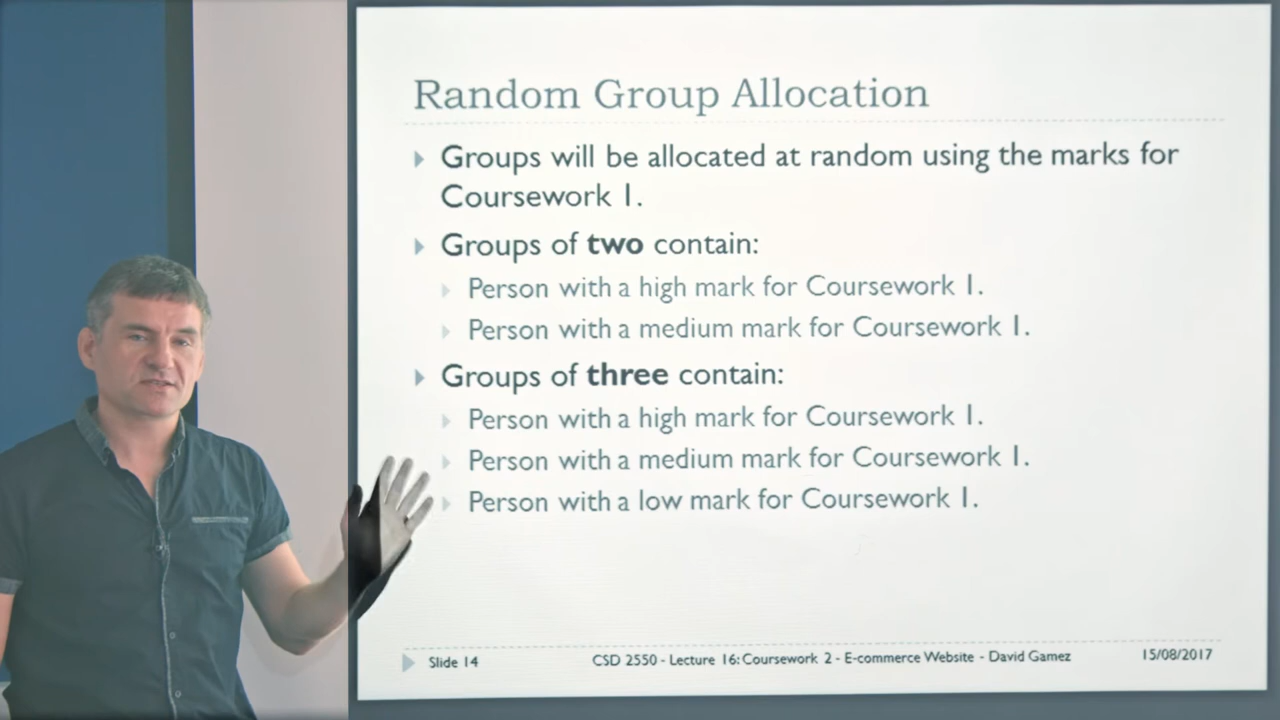 Random Group Allocation
Groups will be allocated at random using the marks for
Coursework 1.
Groups of two contain:
Person with a high mark for Coursework 1.
Person with a medium mark for Coursework 1.
Groups of three contain:
Person with a high mark for Coursework 1.
Person with a medium mark for Coursework 1.
Person with a low mark for Coursework 1.
Slide 14
CSD 2550 - Lecture 16: Coursework 2 - E-commerce Website - David Gamez
15/08/2017